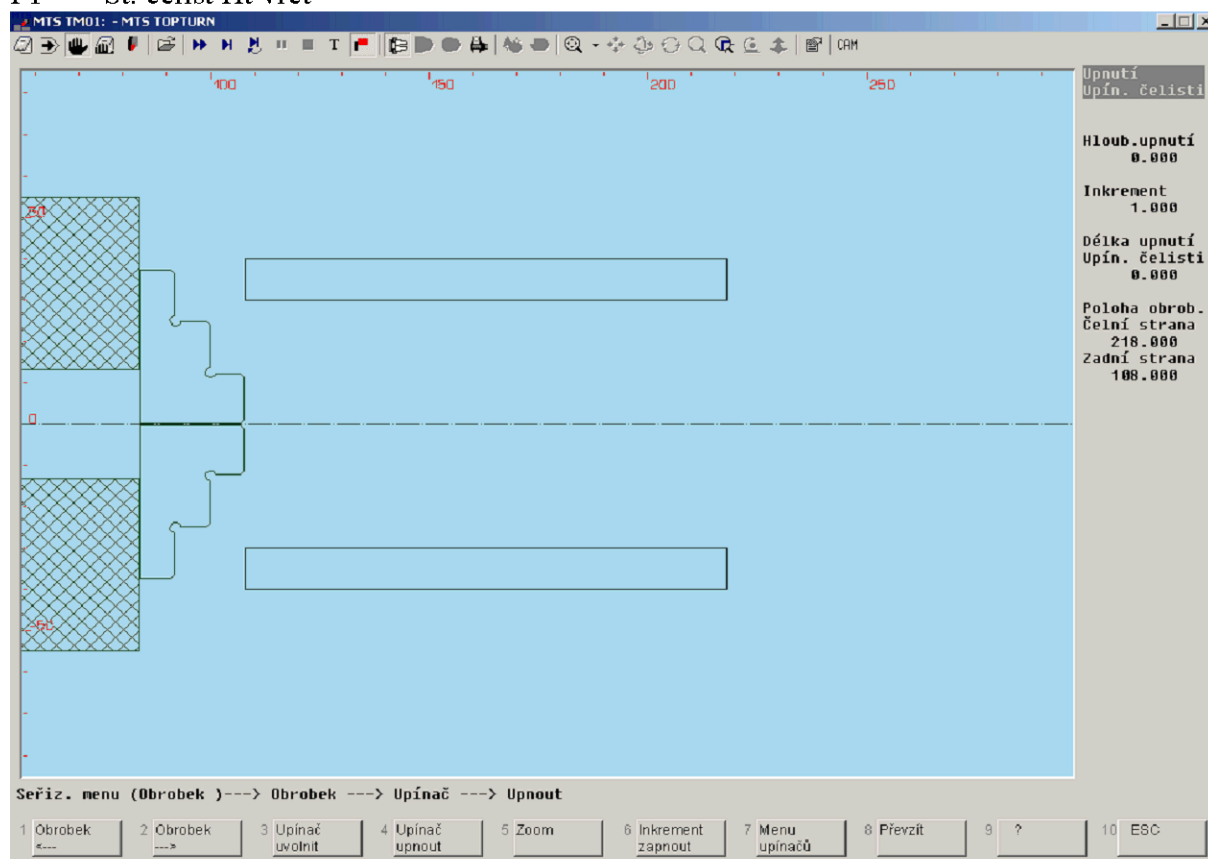 MTS TM01: - MTS TOPTURN
T
CAM
100 150 200 250
50
0
-50
Upnutí
Upín. čelisti
Hloub.upnutí
0.000
Inkrement
1.000
Délka upnutí
Upín. čelisti
0.000
Poloha obrob.
Čelní strana
218.000
Zadní strana
108.000
Seřiz. menu (Obrobek )---> Obrobek ---> Upínač ---> Upnout
1 Obrobek 2 Obrobek 3 Upínač 4 Upínač 5 Zoom 6 Inkrement 7 Menu 8 Převzít 9 ? 10 ESC
<--- ---> uvolnit upnout zapnout upínačů